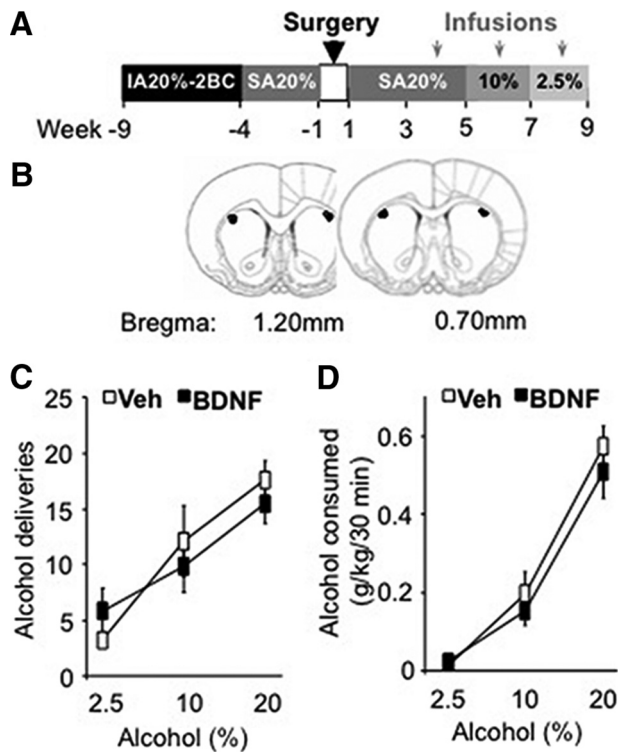 A
Surgery Infusions
IA20%-2BC SA20% SA20% 10% 2.5%
Week -9 -4 -1 1 3 5 7 9
B
Bregma: 1.20mm 0.70mm
C
Veh BDNF
25
20
15
10
5
0
Alcohol deliveries
2.5 10 20
Alcohol (%)
D
Veh BDNF
0.6
0.4
0.2
0
Alcohol consumed
(g/kg/30 min)
2.5 10 20
Alcohol (%)